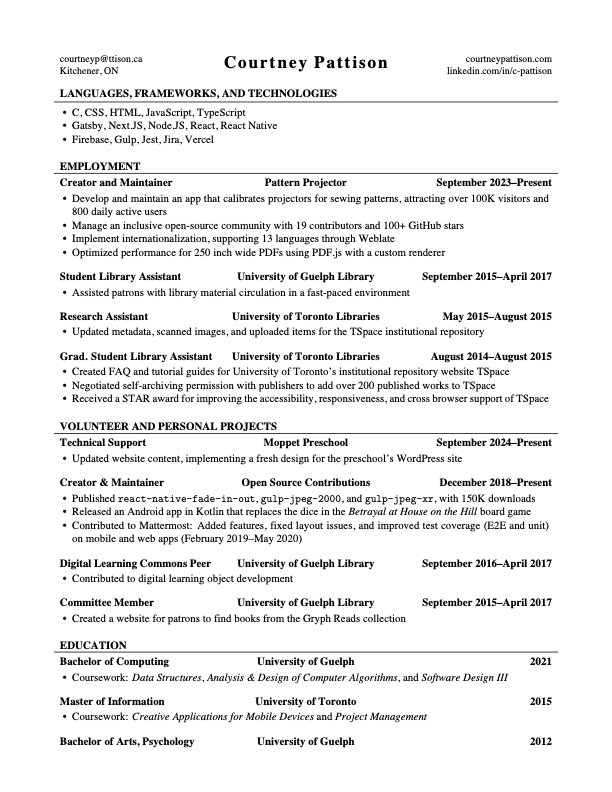 courtneyp@ttison.ca Courtney Pattison courtneypattison.com
Kitchener, ON linkedin.com/in/c-pattison
LANGUAGES, FRAMEWORKS, AND TECHNOLOGIES
• C, CSS, HTML, JavaScript, TypeScript
• Gatsby, Next.JS, Node.JS, React, React Native
• Firebase, Gulp, Jest, Jira, Vercel
EMPLOYMENT
Creator and Maintainer Pattern Projector September 2023–Present
• Develop and maintain an app that calibrates projectors for sewing patterns, attracting over 100K visitors and
800 daily active users
• Manage an inclusive open-source community with 19 contributors and 100+ GitHub stars
• Implement internationalization, supporting 13 languages through Weblate
• Optimized performance for 250 inch wide PDFs using PDF.js with a custom renderer
Student Library Assistant University of Guelph Library September 2015–April 2017
• Assisted patrons with library material circulation in a fast-paced environment
Research Assistant University of Toronto Libraries May 2015–August 2015
• Updated metadata, scanned images, and uploaded items for the TSpace institutional repository
Grad. Student Library Assistant University of Toronto Libraries August 2014–August 2015
• Created FAQ and tutorial guides for University of Toronto's institutional repository website TSpace
• Negotiated self-archiving permission with publishers to add over 200 published works to TSpace
• Received a STAR award for improving the accessibility, responsiveness, and cross browser support of TSpace
VOLUNTEER AND PERSONAL PROJECTS
Technical Support Moppet Preschool September 2024–Present
• Updated website content, implementing a fresh design for the preschool's WordPress site
Creator & Maintainer Open Source Contributions December 2018–Present
• Published react-native-fade-in-out, gulp-jpeg-2000, and gulp-jpeg-xr, with 150K downloads
• Released an Android app in Kotlin that replaces the dice in the Betrayal at House on the Hill board game
• Contributed to Mattermost: Added features, fixed layout issues, and improved test coverage (E2E and unit)
on mobile and web apps (February 2019–May 2020)
Digital Learning Commons Peer University of Guelph Library September 2016–April 2017
• Contributed to digital learning object development
Committee Member University of Guelph Library September 2015–April 2017
• Created a website for patrons to find books from the Gryph Reads collection
EDUCATION
Bachelor of Computing University of Guelph 2021
• Coursework: Data Structures, Analysis & Design of Computer Algorithms, and Software Design III
Master of Information University of Toronto 2015
• Coursework: Creative Applications for Mobile Devices and Project Management
Bachelor of Arts, Psychology University of Guelph 2012